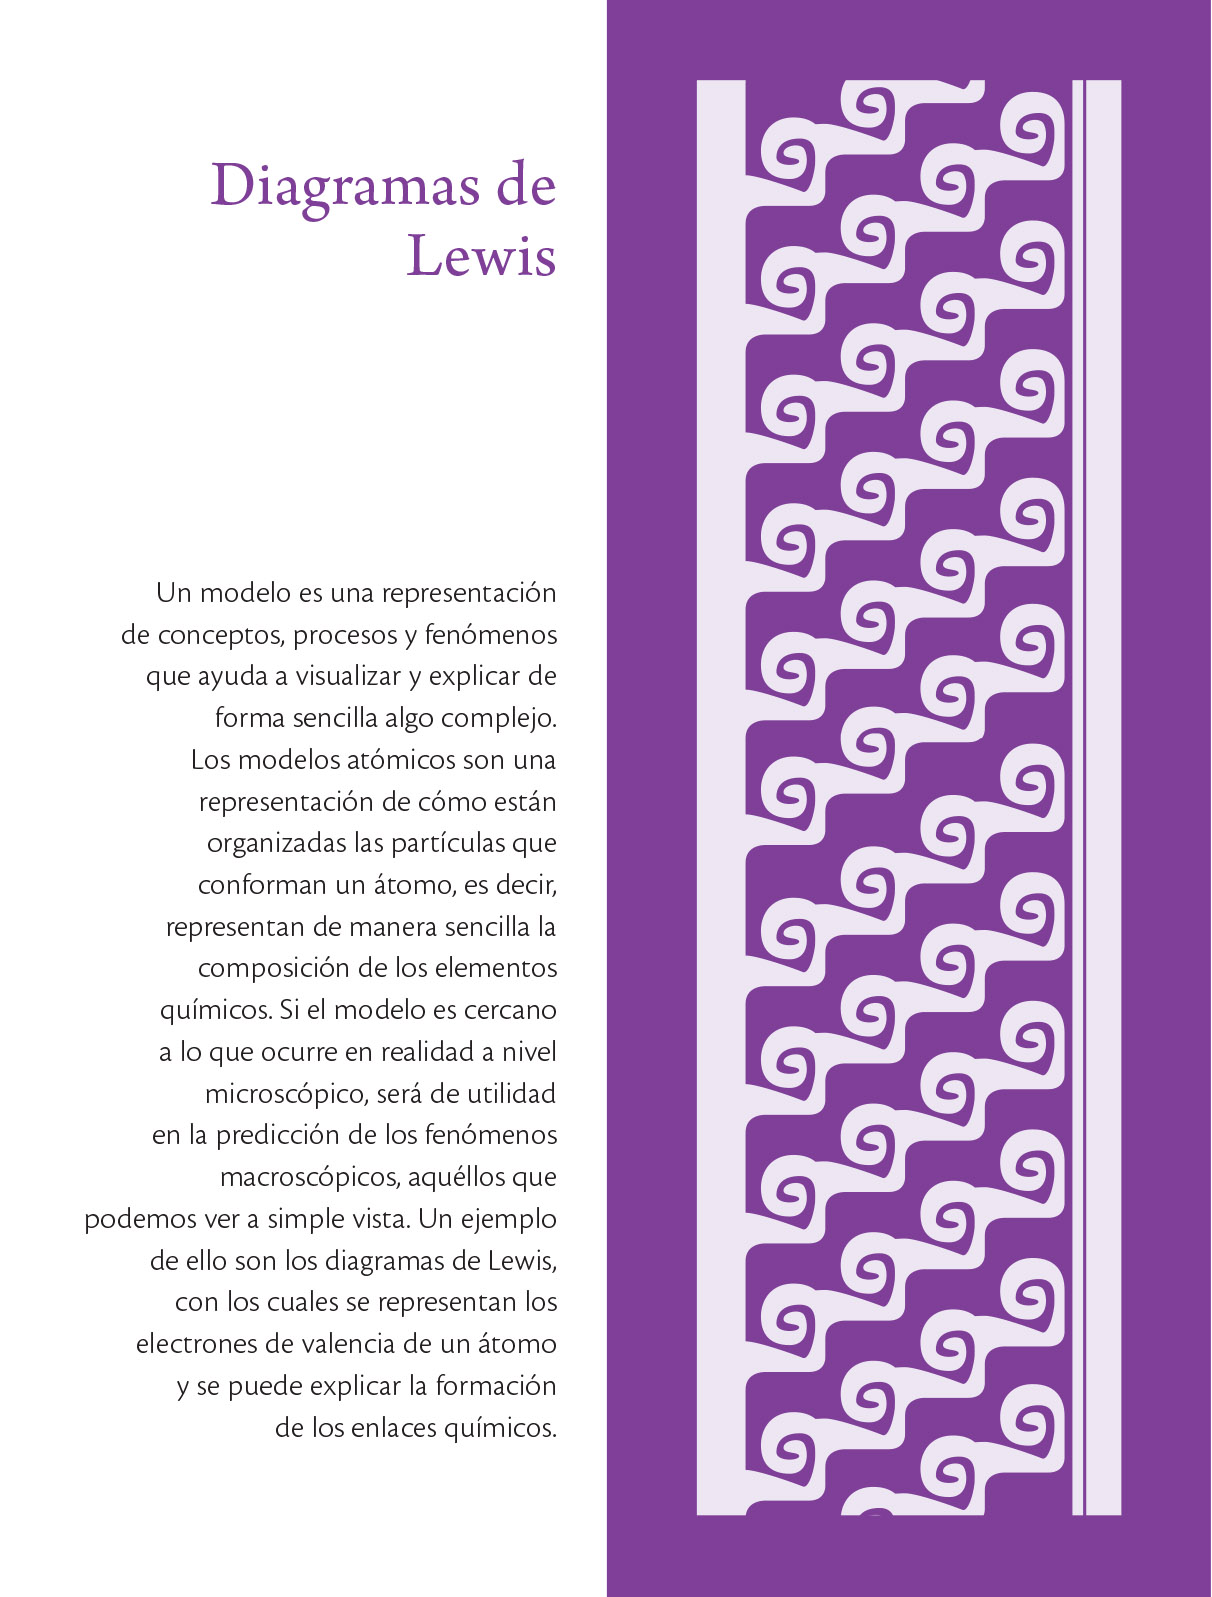 Diagramas de
Lewis
Un modelo es una representación
de conceptos, procesos y fenómenos
que ayuda a visualizar y explicar de
forma sencilla algo complejo.
Los modelos atómicos son una
representación de cómo están
organizadas las partículas que
conforman un átomo, es decir,
representan de manera sencilla la
composición de los elementos
químicos. Si el modelo es cercano
a lo que ocurre en realidad a nivel
microscópico, será de utilidad
en la predicción de los fenómenos
macroscópicos, aquéllos que
podemos ver a simple vista. Un ejemplo
de ello son los diagramas de Lewis,
con los cuales se representan los
electrones de valencia de un átomo
y se puede explicar la formación
de los enlaces químicos.